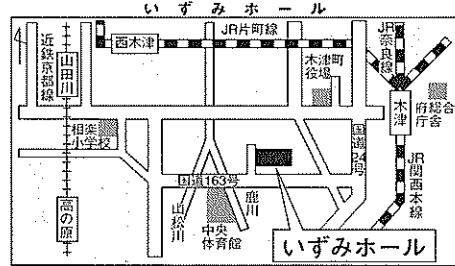 いずみホール
JR片町線
西木津
近鉄京都線
山田川
木津町
役場
JR奈良線
木津
府総合
庁舎
相楽
小学校
国道24号
JR関西本線
国道163号
高の原
山松川
中央
体育館
鹿川
いずみホール